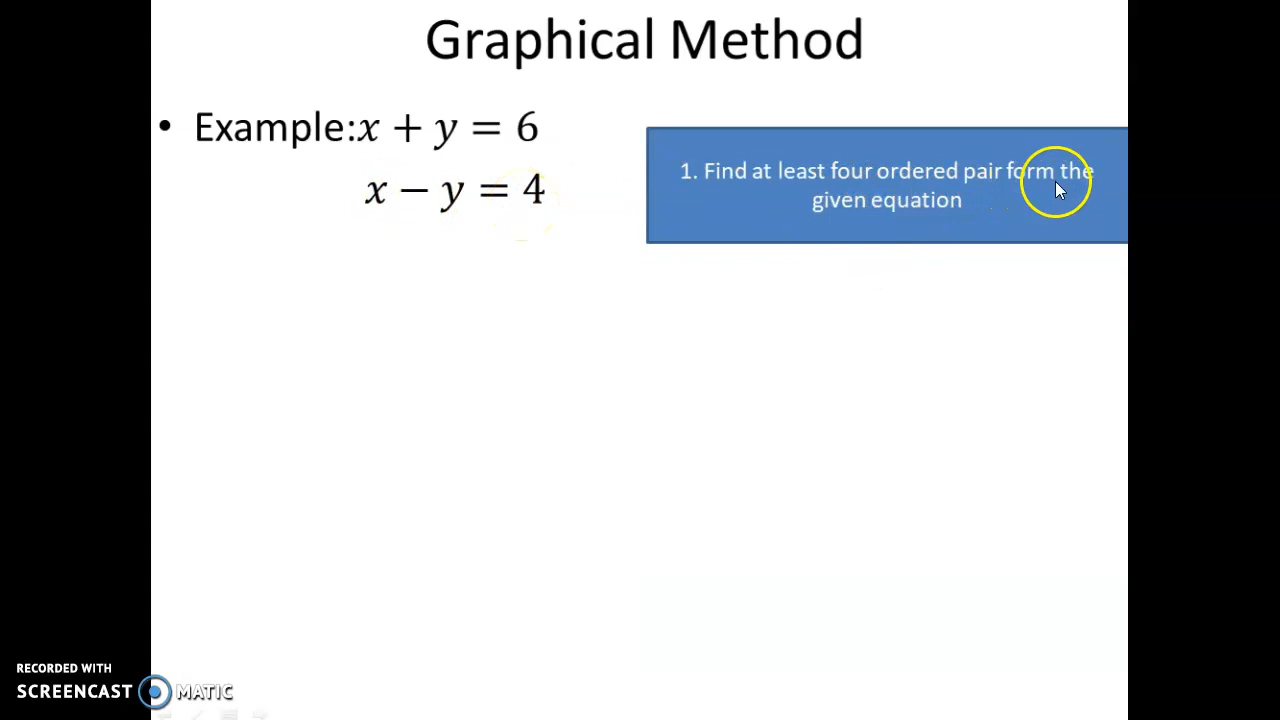 Graphical Method
• Example:x + y = 6
x − y = 4
1. Find at least four ordered pair form the
given equation
RECORDED WITH
SCREENCAST MATIC